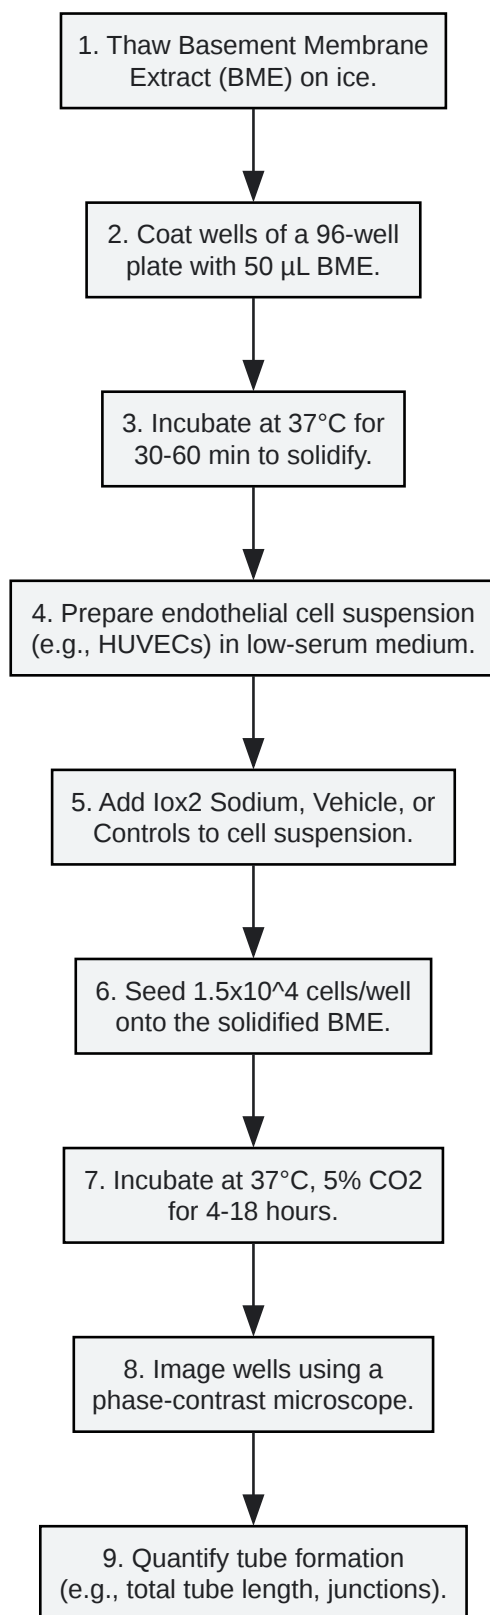 1. Thaw Basement Membrane
Extract (BME) on ice.
2. Coat wells of a 96-well
plate with 50 µL BME.
3. Incubate at 37°C for
30-60 min to solidify.
4. Prepare endothelial cell suspension
(e.g., HUVECs) in low-serum medium.
5. Add Iox2 Sodium, Vehicle, or
Controls to cell suspension.
6. Seed 1.5x10^4 cells/well
onto the solidified BME.
7. Incubate at 37°C, 5% CO2
for 4-18 hours.
8. Image wells using a
phase-contrast microscope.
9. Quantify tube formation
(e.g., total tube length, junctions).